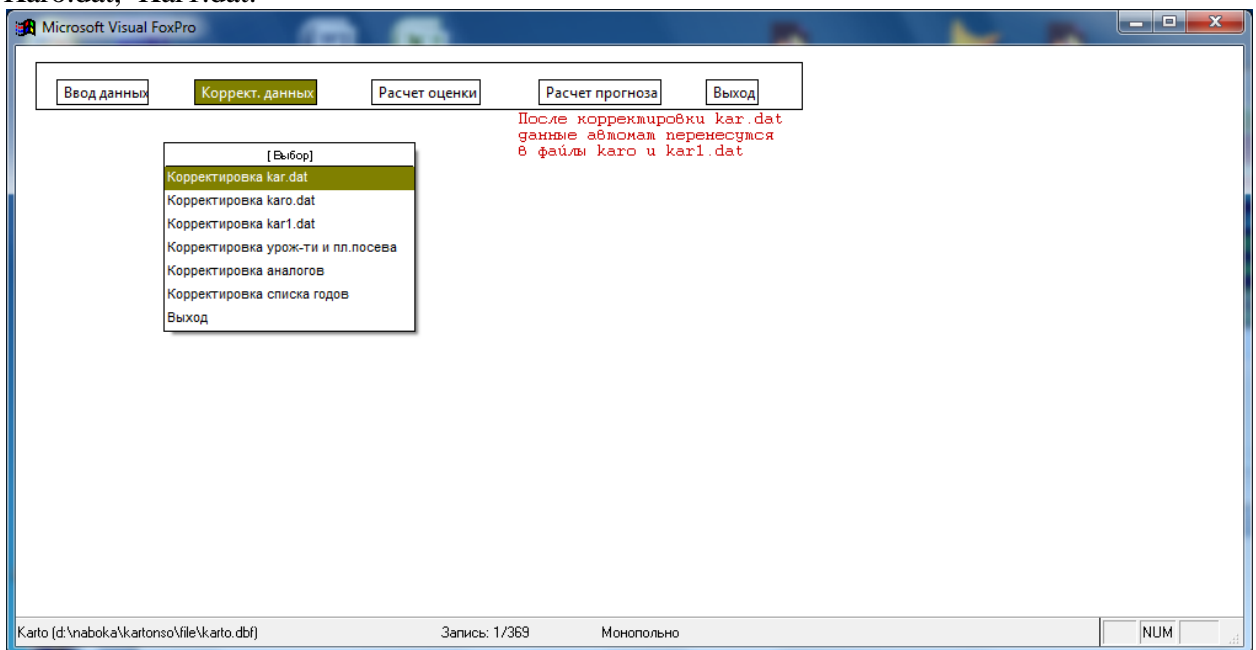 Karo.dat, Kar1.dat.
Microsoft Visual FoxPro
Ввод данных Коррект. данных Расчет оценки Расчет прогноза Выход
После корректировки kar.dat
данные автомат перенесутся
в файлы karo и kar1.dat
[Выбор]
Корректировка kar.dat
Корректировка karo.dat
Корректировка kar1.dat
Корректировка урож-ти и пл.посева
Корректировка аналогов
Корректировка списка годов
Выход
Karto (d:\naboka\kartonso\file\karto.dbf) Запись: 1/369 Монопольно NUM